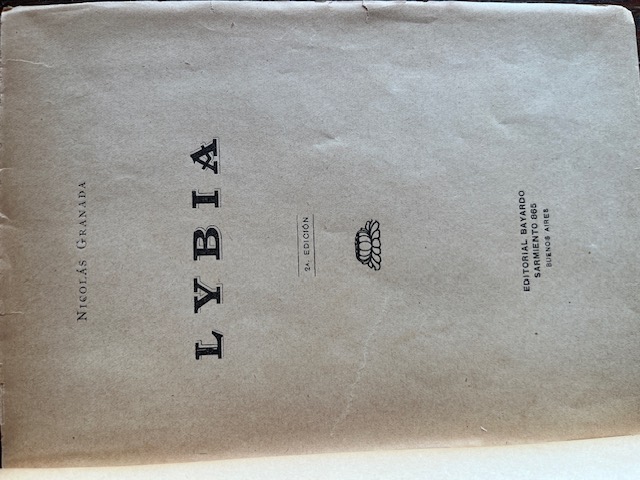 NICOLÁS GRANADA
LYBIA
2ª. EDICIÓN
EDITORIAL BAYARDO
SARMIENTO 865
BUENOS AIRES